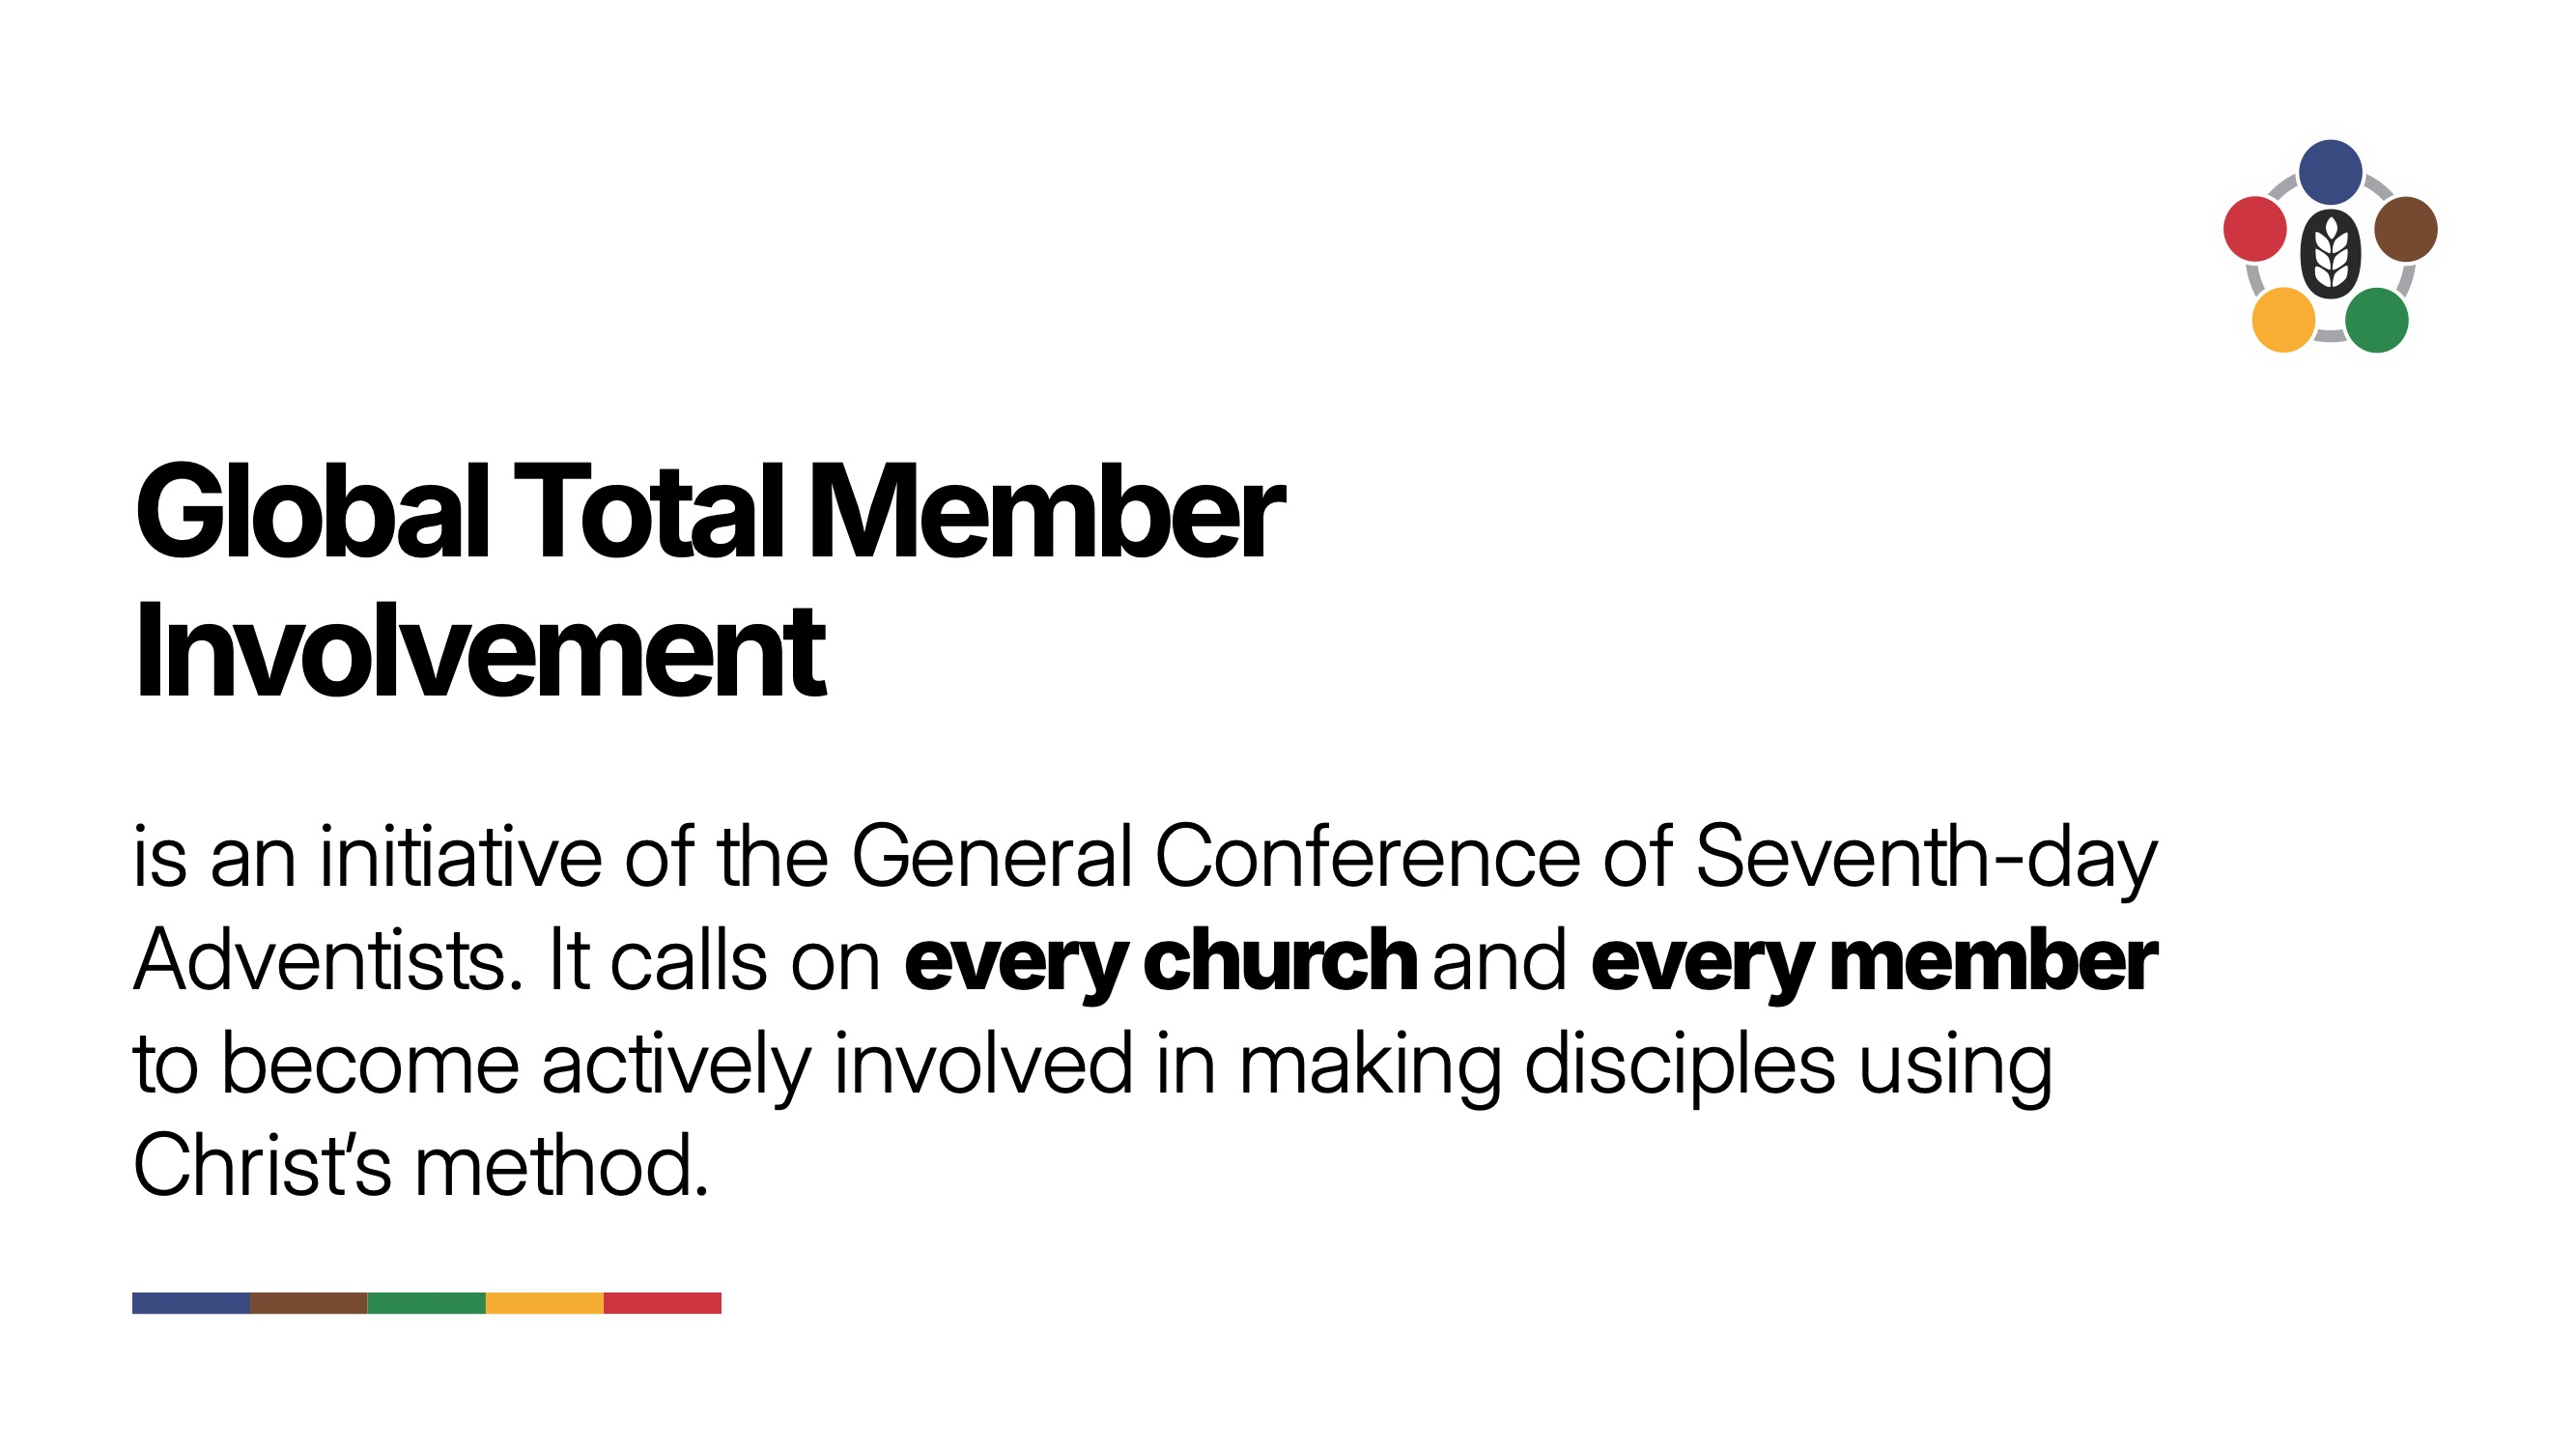 Global Total Member
Involvement
is an initiative of the General Conference of Seventh-day
Adventists. It calls on every church and every member
to become actively involved in making disciples using
Christ’s method.